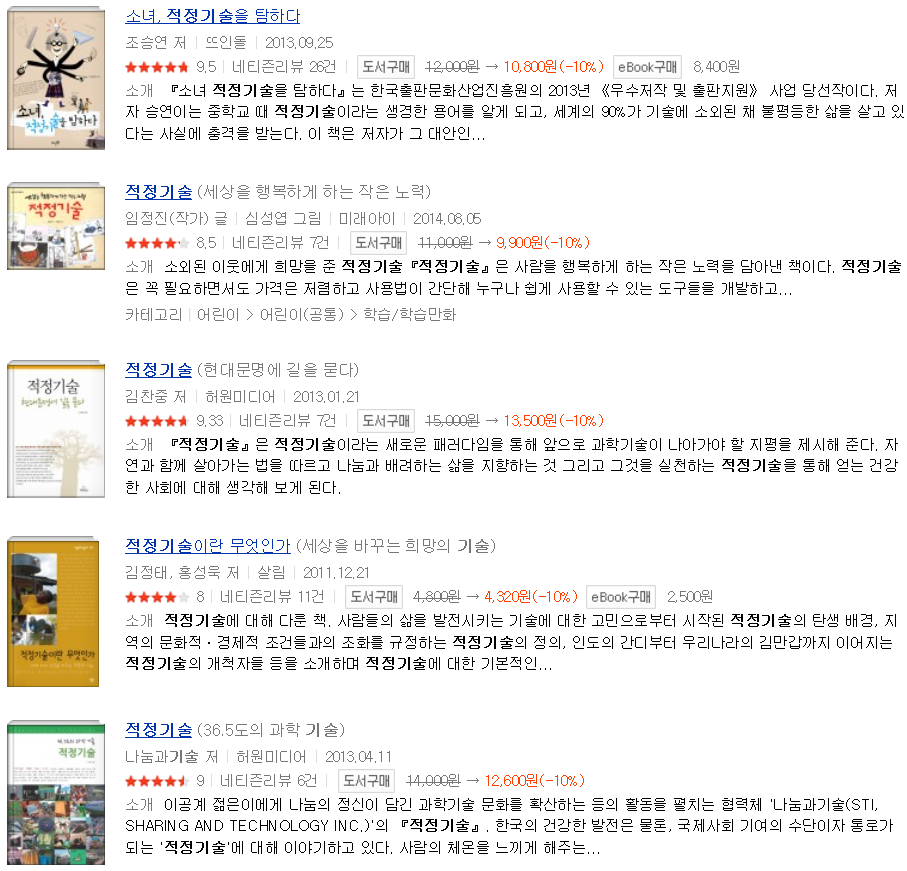 소녀, 적정기술을 탐하다
조승연 저 | 뜨인돌 | 2013.09.25
9.5 | 네티즌리뷰 26건 | 도서구매 12,000원 → 10,800원(-10%) eBook구매 8,400원
소개 『소녀 적정기술을 탐하다』는 한국출판문화산업진흥원의 2013년 《우수저작 및 출판지원》 사업 당선작이다. 저
자 승연이는 중학교 때 적정기술이라는 생경한 용어를 알게 되고, 세계의 90%가 기술에 소외된 채 불평등한 삶을 살고 있
다는 사실에 충격을 받는다. 이 책은 저자가 그 대안인...
적정기술 (세상을 행복하게 하는 작은 노력)
임정진(작가) 글 | 심성엽 그림 | 미래아이 | 2014.08.05
8.5 | 네티즌리뷰 7건 | 도서구매 11,000원 → 9,900원(-10%)
소개 소외된 이웃에게 희망을 준 적정기술 『적정기술』은 사람을 행복하게 하는 작은 노력을 담아낸 책이다. 적정기술
은 꼭 필요하면서도 가격은 저렴하고 사용법이 간단해 누구나 쉽게 사용할 수 있는 도구들을 개발하고...
카테고리 | 어린이 > 어린이(공통) > 학습/학습만화
적정기술 (현대문명에 길을 묻다)
김찬중 저 | 허원미디어 | 2013.01.21
9.33 | 네티즌리뷰 7건 | 도서구매 15,000원 → 13,500원(-10%)
소개 『적정기술』은 적정기술이라는 새로운 패러다임을 통해 앞으로 과학기술이 나아가야 할 지평을 제시해 준다. 자
연과 함께 살아가는 법을 따르고 나눔과 배려하는 삶을 지향하는 것 그리고 그것을 실천하는 적정기술을 통해 얻는 건강
한 사회에 대해 생각해 보게 된다.
적정기술이란 무엇인가 (세상을 바꾸는 희망의 기술)
김정태, 홍성욱 저 | 살림 | 2011.12.21
8 | 네티즌리뷰 11건 | 도서구매 4,800원 → 4,320원(-10%) eBook구매 2,500원
소개 적정기술에 대해 다룬 책. 사람들의 삶을 발전시키는 기술에 대한 고민으로부터 시작된 적정기술의 탄생 배경, 지
역의 문화적·경제적 조건들과의 조화를 규정하는 적정기술의 정의, 인도의 간디부터 우리나라의 김만갑까지 이어지는
적정기술의 개척자들 등을 소개하며 적정기술에 대한 기본적인...
적정기술 (36.5도의 과학 기술)
나눔과기술 저 | 허원미디어 | 2013.04.11
9 | 네티즌리뷰 6건 | 도서구매 14,000원 → 12,600원(-10%)
소개 이공계 젊은이에게 나눔의 정신이 담긴 과학기술 문화를 확산하는 등의 활동을 펼치는 협력체 '나눔과기술(STI,
SHARING AND TECHNOLOGY INC.)'의 『적정기술』. 한국의 건강한 발전은 물론, 국제사회 기여의 수단이자 통로가
되는 '적정기술'에 대해 이야기하고 있다. 사람의 체온을 느끼게 해주는...
소녀,
적정기술을 탐하다
적정기술
적정기술
현대문명에 길을 묻다
적정기술이란 무엇인가
36.5도의 과학 기술
적정기술